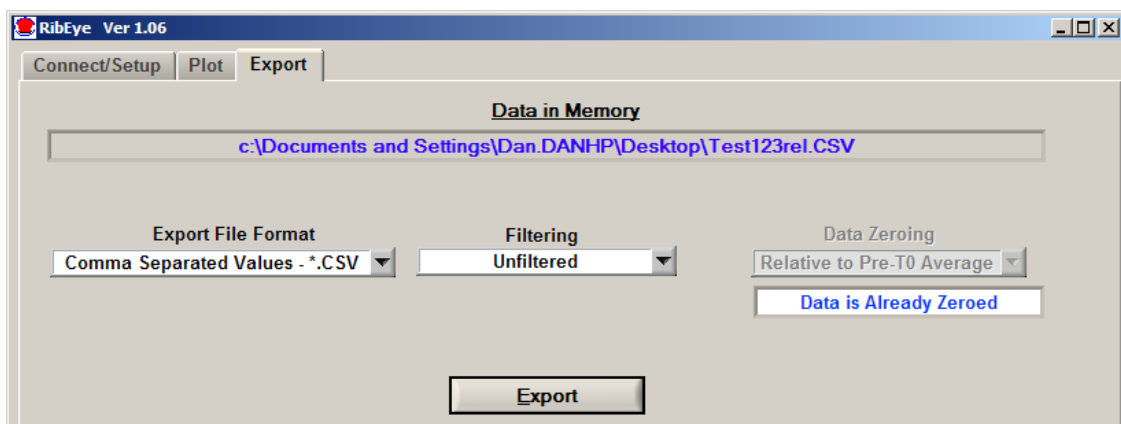 RibEye Ver 1.06
Connect/Setup Plot Export
Data in Memory
c:\Documents and Settings\Dan.DANHP\Desktop\Test123rel.CSV
Export File Format Filtering Data Zeroing
Comma Separated Values - *.CSV Unfiltered Relative to Pre-T0 Average
Data is Already Zeroed
Export